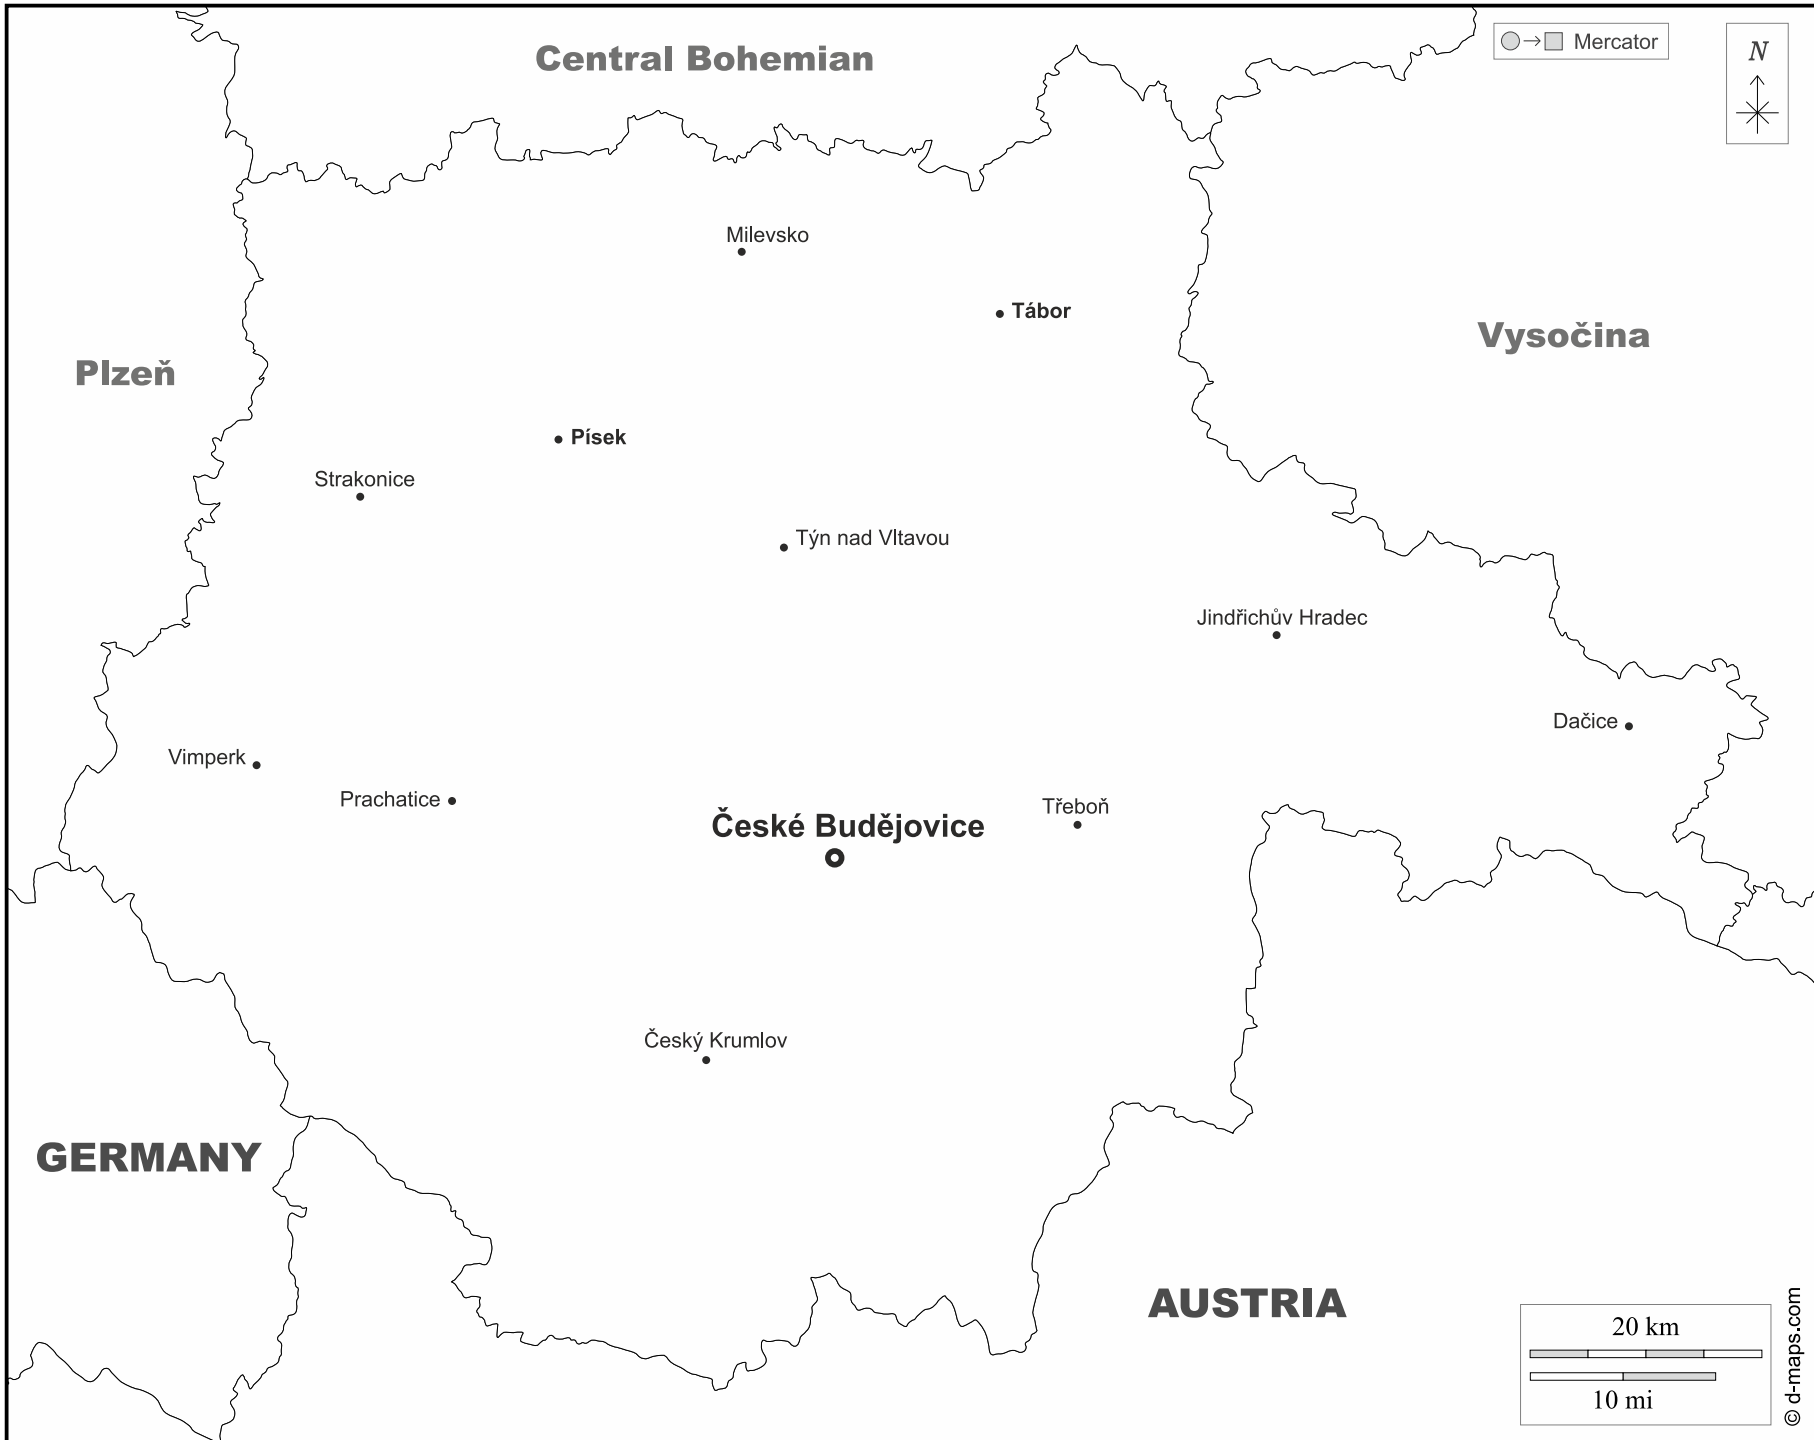 Central Bohemian
Mercator
N
Milevsko
Tábor
Vysočina
Plzeň
Písek
Strakonice
Týn nad Vltavou
Jindřichův Hradec
Dačice
Vimperk
Prachatice
Třeboň
České Budějovice
Český Krumlov
GERMANY
AUSTRIA
20 km
10 mi
© d-maps.com